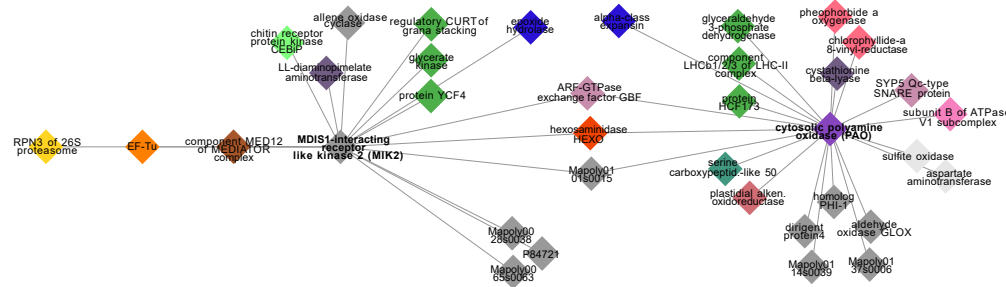 allene oxidase
cyclase
chitin receptor
protein kinase
CEBiP
LL-diaminopimelate
aminotransferase
regulatory CURT of
grana stacking
glycerate
kinase
protein YCF4
epoxide
hydrolase
alpha-class
expansin
ARF-GTPase
exchange factor GBF
hexosaminidase
HEXO
Mapoly01
01s0015
RPN3 of 26S
proteasome
EF-Tu
component MED12
of MEDIATOR
complex
MDIS1-interacting
receptor
like kinase 2 (MIK2)
Mapoly00
28s0038
P84721
Mapoly00
65s0063
glyceraldehyde
3-phosphate
dehydrogenase
component
LHCb1/2/3 of LHC-II
complex
protein
HCF173
pheophorbide a
oxygenase
chlorophyllide-a
8-vinyl-reductase
cystathionine
beta-lyase
SYP5 Qc-type
SNARE protein
subunit B of ATPase
V1 subcomplex
cytosolic polyamine
oxidase (PAO)
sulfite oxidase
aspartate
aminotransferase
serine
carboxypeptid.-like 50
plastidial alken.
oxidoreductase
homolog
PHI-1
dirigent
protein4
aldehyde
oxidase GLOX
Mapoly01
14s0039
Mapoly01
37s0006